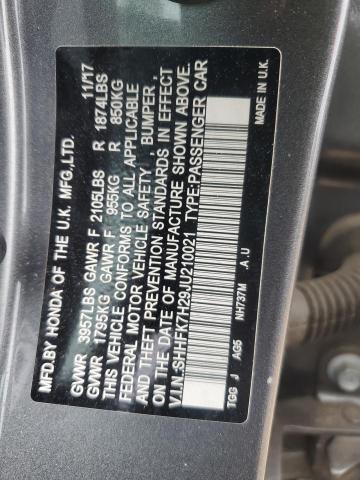 MFD.BY HONDA OF THE U.K. MFG.,LTD. 11/17
GVWR 3957LBS GAWR F 2105LBS R 1874LBS
GVWR 1795KG GAWR F 955KG R 850KG
THIS VEHICLE CONFORMS TO ALL APPLICABLE
FEDERAL MOTOR VEHICLE SAFETY , BUMPER ,
AND THEFT PREVENTION STANDARDS IN EFFECT
ON THE DATE OF MANUFACTURE SHOWN ABOVE.
V.I.N.:SHHFK7H29JU210021 TYPE:PASSENGER CAR
NH737M A.U MADE IN U.K.
TGG J AG5